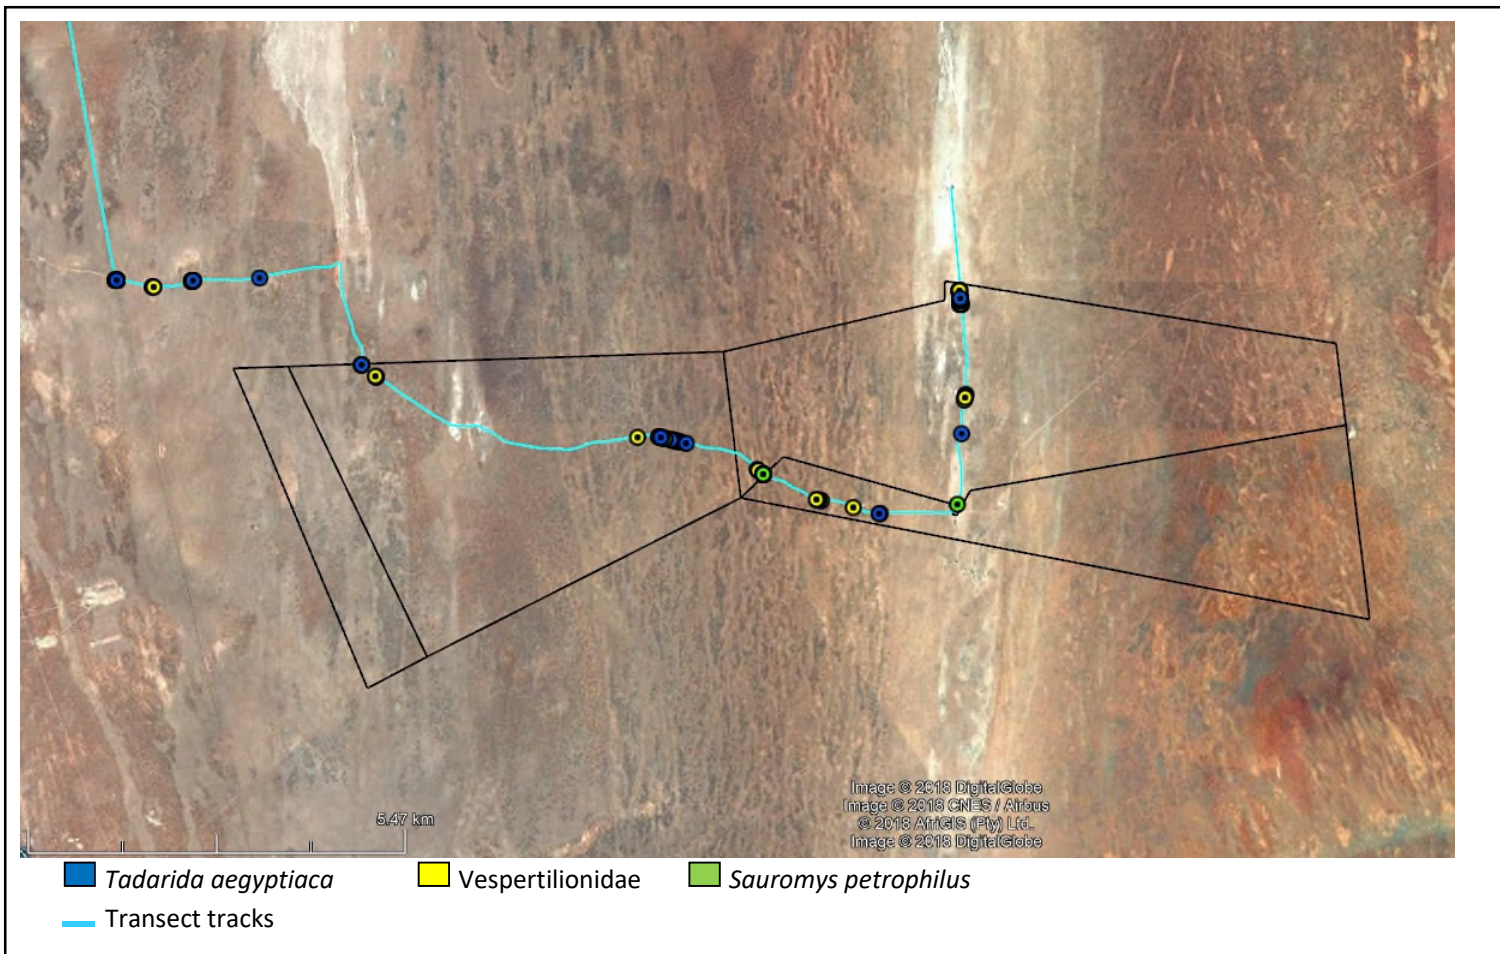 5.47 km
Image © 2018 DigitalGlobe
Image © 2018 CNES / Airbus
© 2018 AfriGIS (Pty) Ltd.
Image © 2018 DigitalGlobe
Tadarida aegyptiaca Vespertilionidae Sauromys petrophilus
Transect tracks